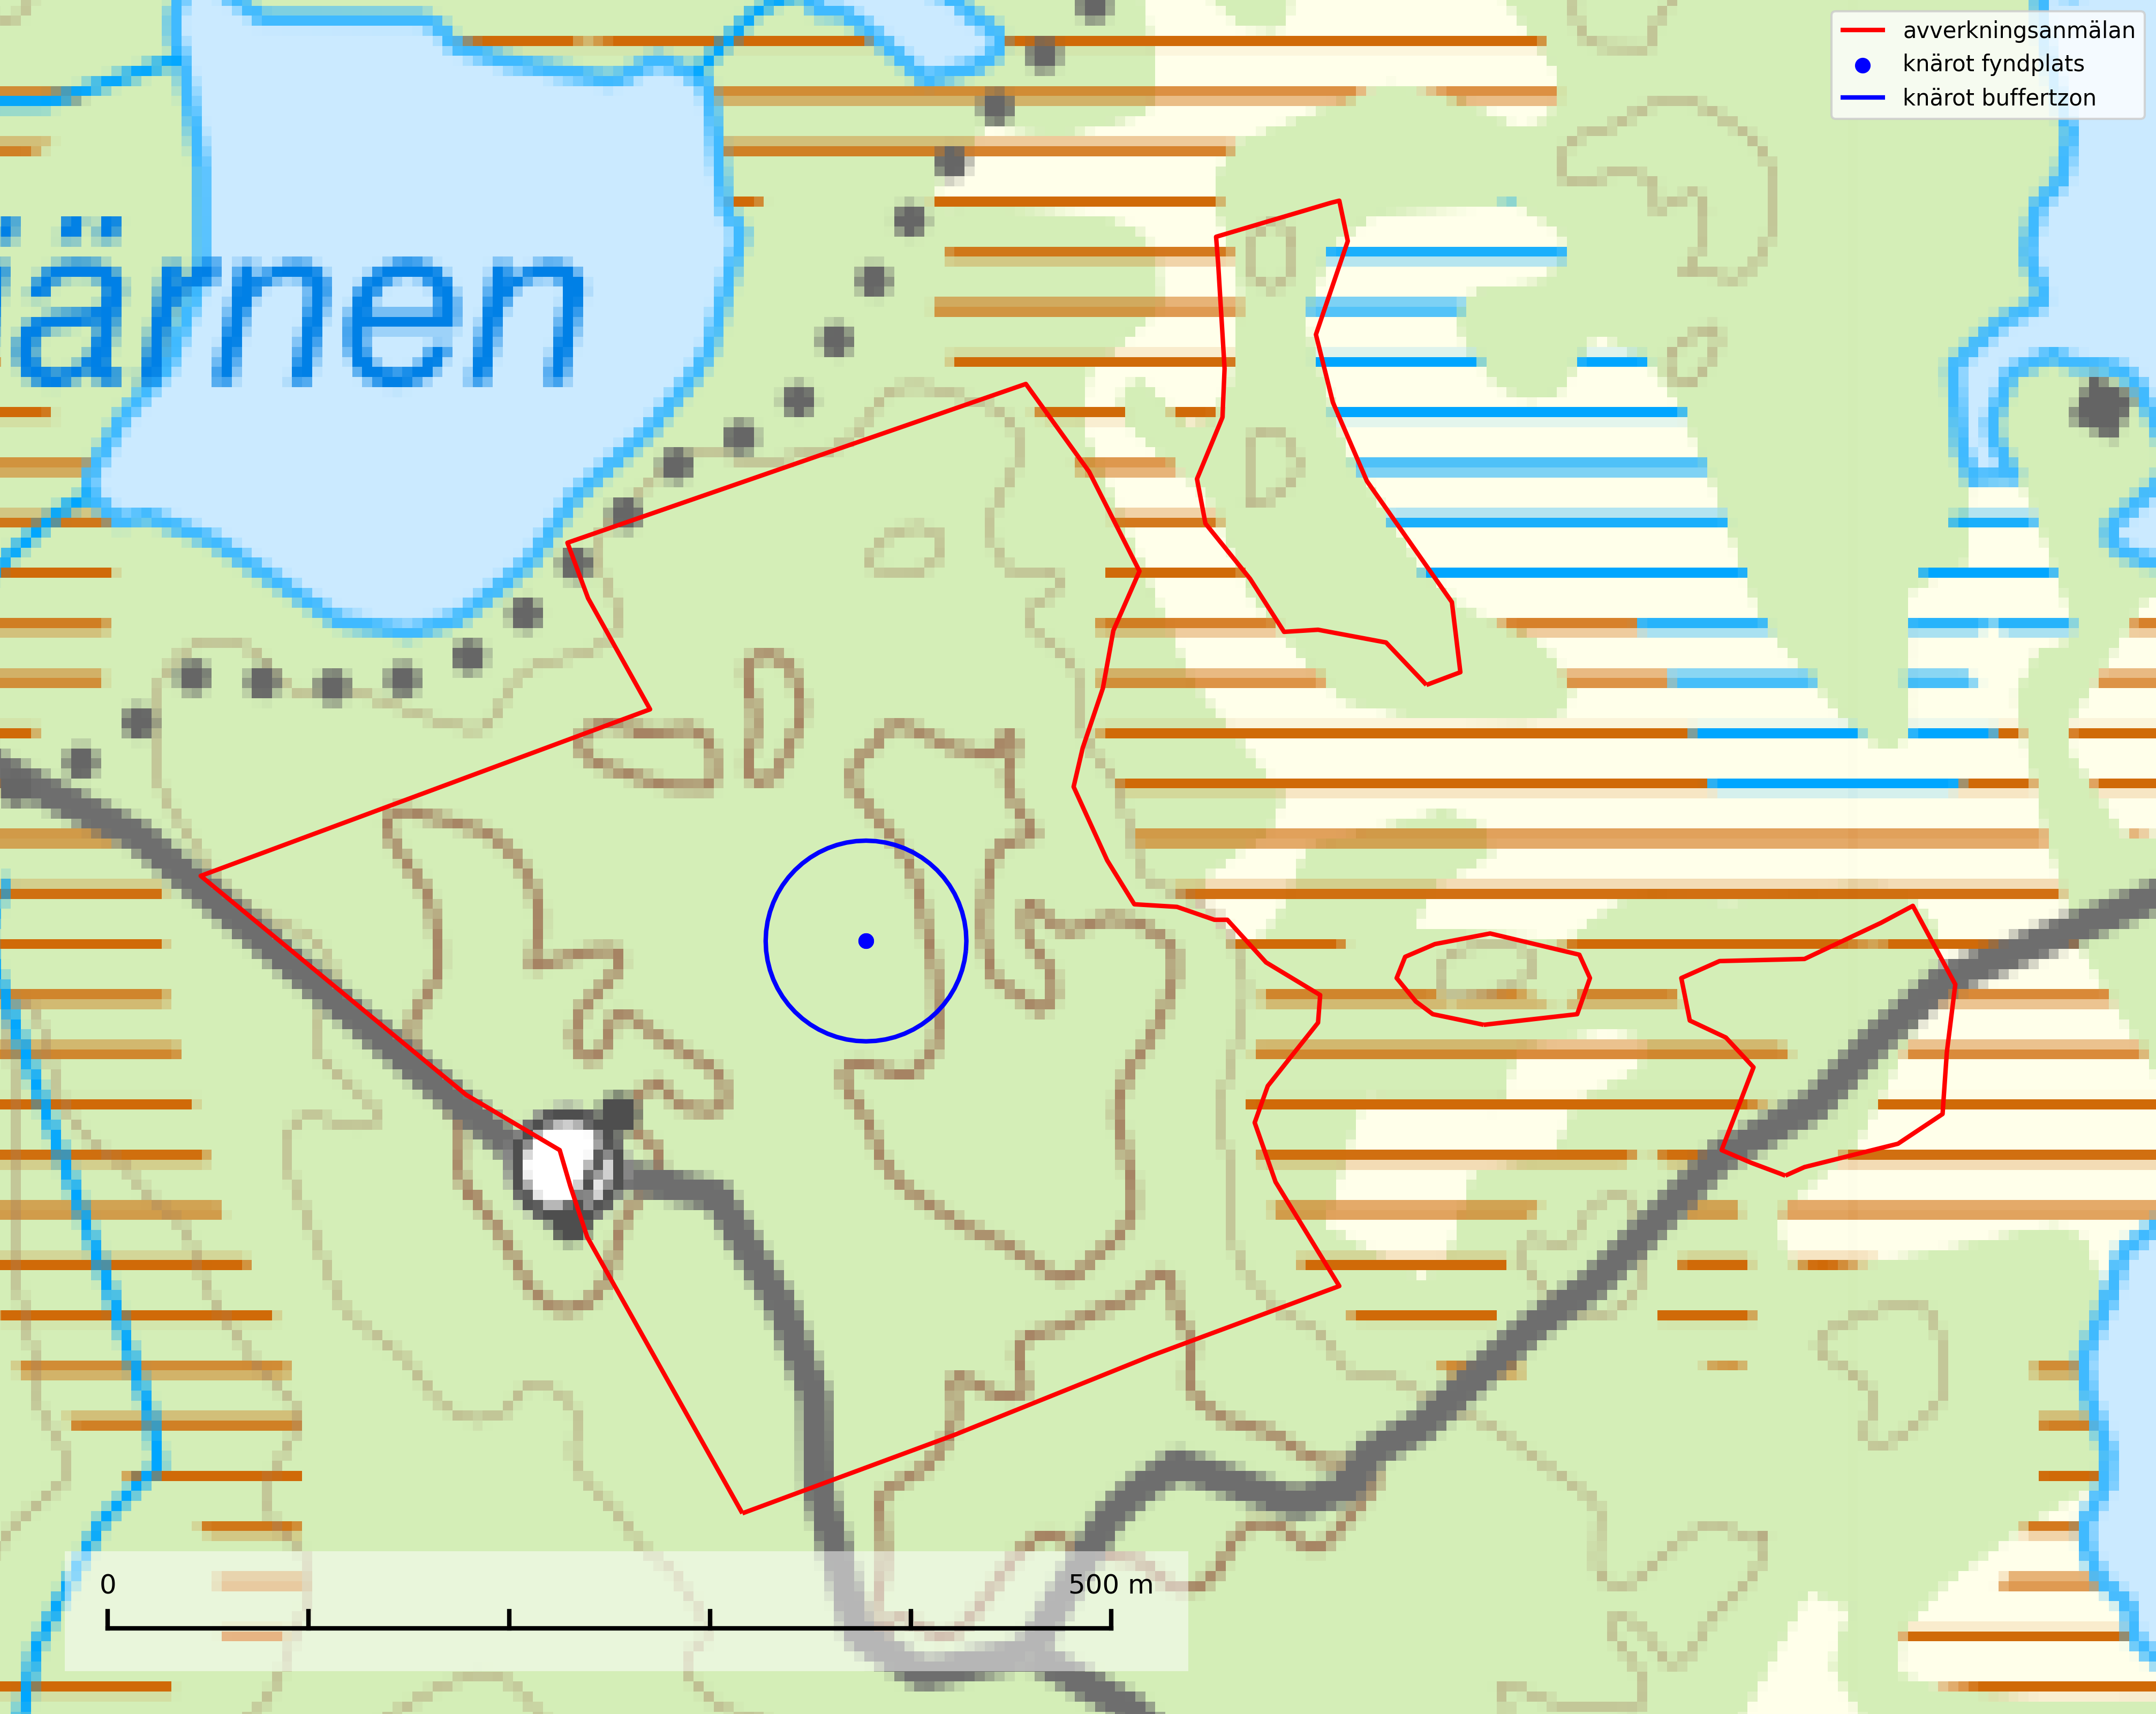 avverkningsanmälan
knärot fyndplats
knärot buffertzon
ärnen
0 500 m